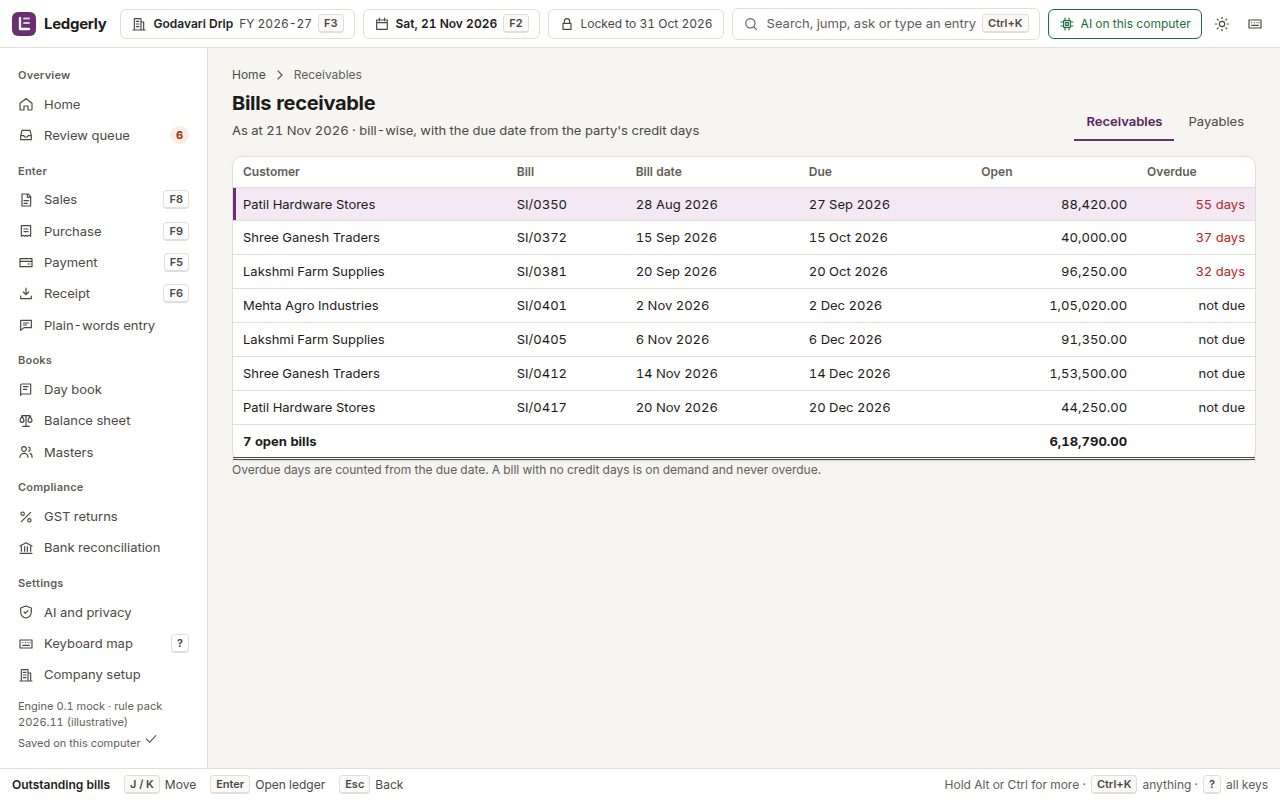 Ledgerly
Godavari Drip FY 2026-27 F3
Sat, 21 Nov 2026 F2
Locked to 31 Oct 2026
Search, jump, ask or type an entry Ctrl+K
AI on this computer
Overview
Home
Review queue 6
Enter
Sales F8
Purchase F9
Payment F5
Receipt F6
Plain-words entry
Books
Day book
Balance sheet
Masters
Compliance
GST returns
Bank reconciliation
Settings
AI and privacy
Keyboard map ?
Company setup
Engine 0.1 mock · rule pack
2026.11 (illustrative)
Saved on this computer
Home > Receivables
Bills receivable
As at 21 Nov 2026 · bill-wise, with the due date from the party's credit days
Receivables Payables
Customer Bill Bill date Due Open Overdue
Patil Hardware Stores SI/0350 28 Aug 2026 27 Sep 2026 88,420.00 55 days
Shree Ganesh Traders SI/0372 15 Sep 2026 15 Oct 2026 40,000.00 37 days
Lakshmi Farm Supplies SI/0381 20 Sep 2026 20 Oct 2026 96,250.00 32 days
Mehta Agro Industries SI/0401 2 Nov 2026 2 Dec 2026 1,05,020.00 not due
Lakshmi Farm Supplies SI/0405 6 Nov 2026 6 Dec 2026 91,350.00 not due
Shree Ganesh Traders SI/0412 14 Nov 2026 14 Dec 2026 1,53,500.00 not due
Patil Hardware Stores SI/0417 20 Nov 2026 20 Dec 2026 44,250.00 not due
7 open bills 6,18,790.00
Overdue days are counted from the due date. A bill with no credit days is on demand and never overdue.
Outstanding bills J / K Move Enter Open ledger Esc Back
Hold Alt or Ctrl for more · Ctrl+K anything · ? all keys